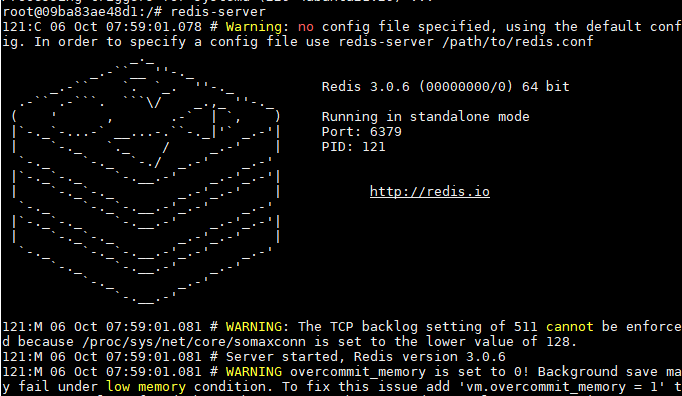 root@09ba83ae48d1:/# redis-server
121:C 06 Oct 07:59:01.078 # Warning: no config file specified, using the default conf
ig. In order to specify a config file use redis-server /path/to/redis.conf
Redis 3.0.6 (00000000/0) 64 bit
Running in standalone mode
Port: 6379
PID: 121
http://redis.io
121:M 06 Oct 07:59:01.081 # WARNING: The TCP backlog setting of 511 cannot be enforce
d because /proc/sys/net/core/somaxconn is set to the lower value of 128.
121:M 06 Oct 07:59:01.081 # Server started, Redis version 3.0.6
121:M 06 Oct 07:59:01.081 # WARNING overcommit_memory is set to 0! Background save ma
y fail under low memory condition. To fix this issue add 'vm.overcommit_memory = 1' t